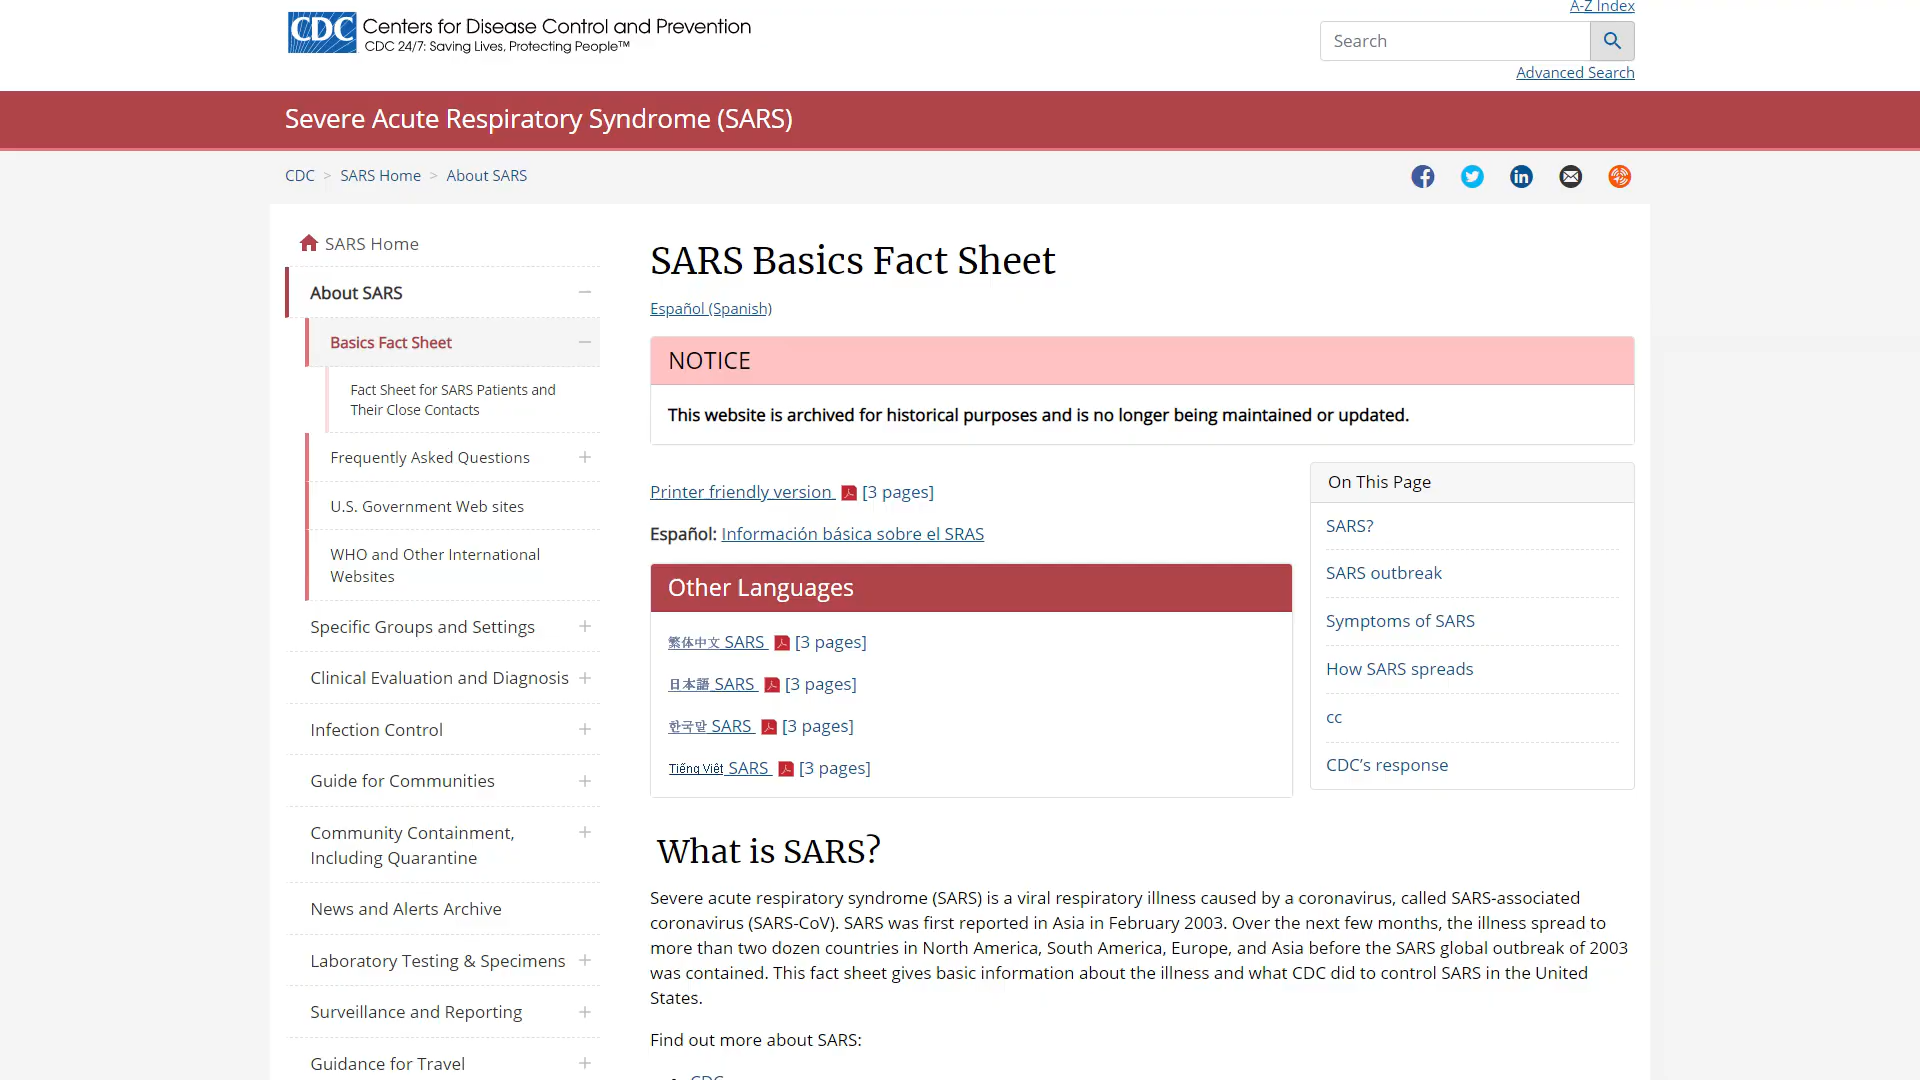 A-Z Index
CDC Centers for Disease Control and Prevention
CDC 24/7: Saving Lives, Protecting People™
Search
Advanced Search
Severe Acute Respiratory Syndrome (SARS)
CDC > SARS Home > About SARS
SARS Home
About SARS
Basics Fact Sheet
Fact Sheet for SARS Patients and
Their Close Contacts
Frequently Asked Questions
U.S. Government Web sites
WHO and Other International
Websites
Specific Groups and Settings
Clinical Evaluation and Diagnosis
Infection Control
Guide for Communities
Community Containment,
Including Quarantine
News and Alerts Archive
Laboratory Testing & Specimens
Surveillance and Reporting
Guidance for Travel
SARS Basics Fact Sheet
Español (Spanish)
NOTICE
This website is archived for historical purposes and is no longer being maintained or updated.
Printer friendly version [3 pages]
Español: Información básica sobre el SRAS
Other Languages
繁体中文 SARS [3 pages]
日本語 SARS [3 pages]
한국말 SARS [3 pages]
Tiếng Việt SARS [3 pages]
On This Page
SARS?
SARS outbreak
Symptoms of SARS
How SARS spreads
cc
CDC’s response
What is SARS?
Severe acute respiratory syndrome (SARS) is a viral respiratory illness caused by a coronavirus, called SARS-associated
coronavirus (SARS-CoV). SARS was first reported in Asia in February 2003. Over the next few months, the illness spread to
more than two dozen countries in North America, South America, Europe, and Asia before the SARS global outbreak of 2003
was contained. This fact sheet gives basic information about the illness and what CDC did to control SARS in the United
States.
Find out more about SARS:
CDC